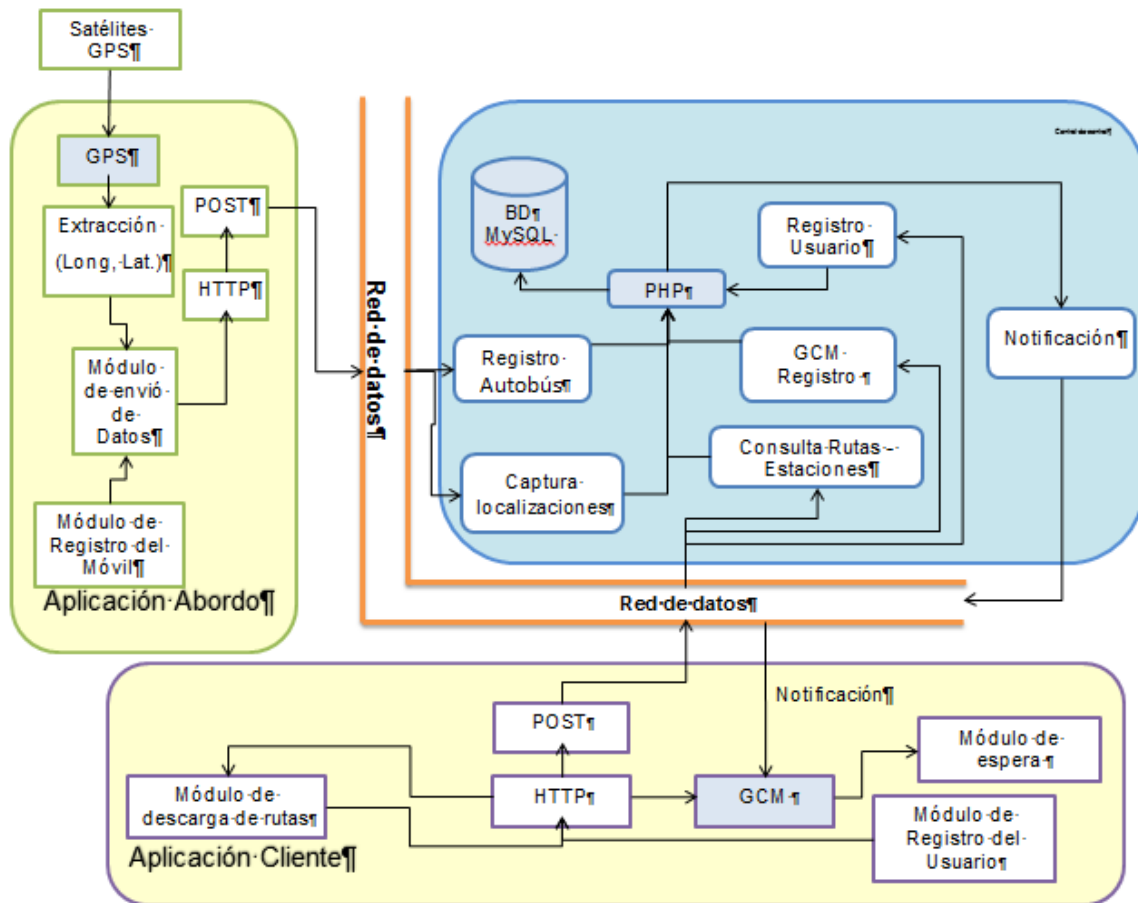 Satélites·
GPS¶
GPS¶
Extracción·
(Long,·Lat.)¶
POST¶
HTTP¶
Módulo·
de·envió·
de·
Datos¶
Módulo·de·
Registro·del·
Móvil¶
Aplicación·Abordo¶
Red·de·datos¶
BD¶
MySQL·
PHP¶
Registro·
Usuario¶
Registro·
Autobús¶
GCM·
Registro·¶
Notificación¶
Captura·
localizaciones¶
Consulta·Rutas·–·
Estaciones¶
Red·de·datos¶
Notificación¶
POST¶
HTTP¶
GCM·¶
Módulo·de·
espera·¶
Módulo·de·
descarga·de·rutas¶
Módulo·de·
Registro·del·
Usuario¶
Aplicación·Cliente¶